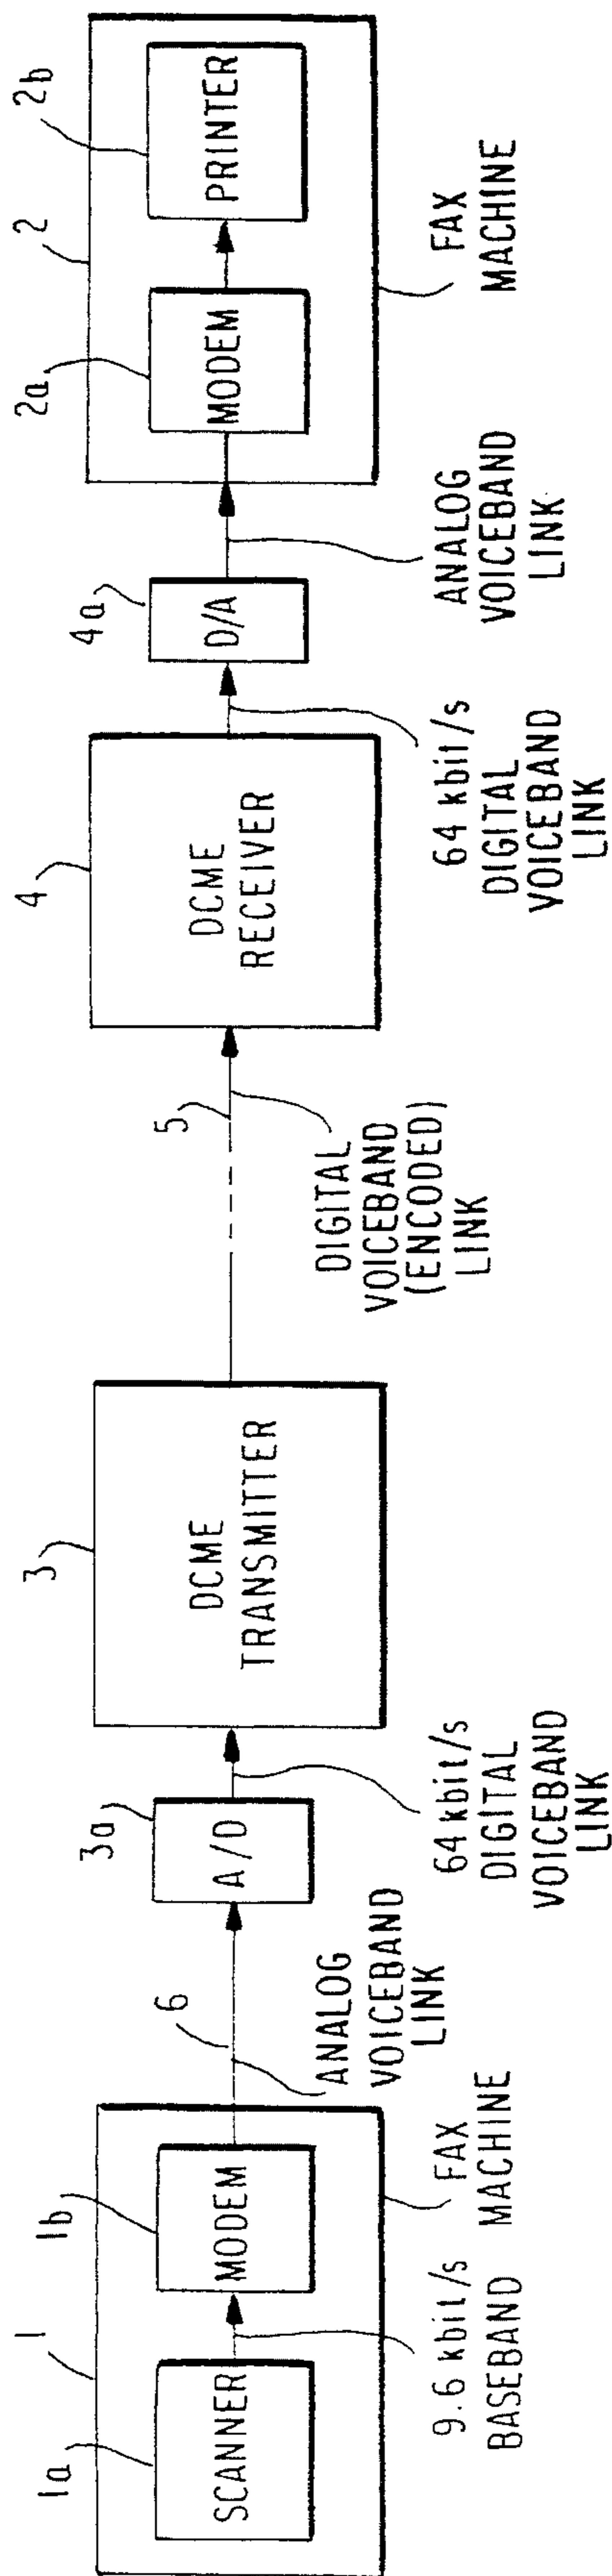 1
1a
SCANNER
1b
MODEM
9.6 kbit/s
BASEBAND
FAX
MACHINE
6
ANALOG
VOICEBAND
LINK
3a
A/D
64 kbit/s
DIGITAL
VOICEBAND
LINK
3
DCME
TRANSMITTER
5
DIGITAL
VOICEBAND
(ENCODED)
LINK
4
DCME
RECEIVER
64 kbit/s
DIGITAL
VOICEBAND
LINK
4a
D/A
ANALOG
VOICEBAND
LINK
2
2a
MODEM
2b
PRINTER
FAX
MACHINE